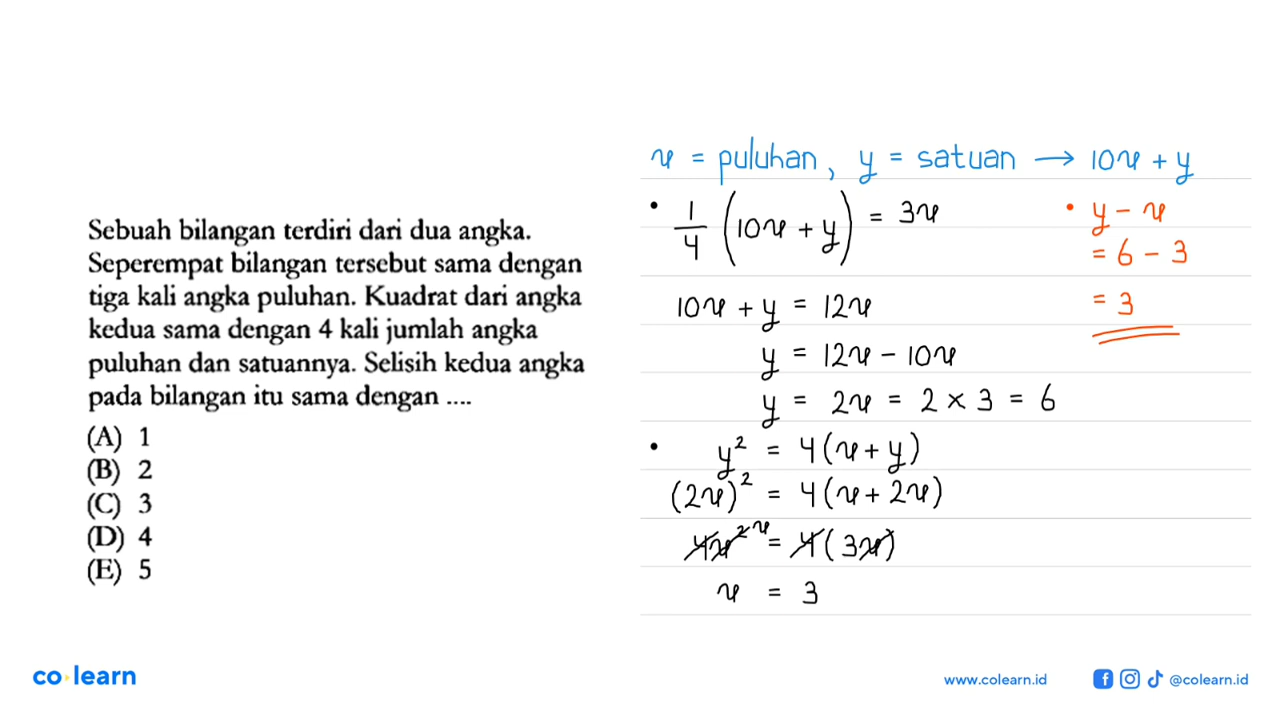 Sebuah bilangan terdiri dari dua angka.
Seperempat bilangan tersebut sama dengan
tiga kali angka puluhan. Kuadrat dari angka
kedua sama dengan 4 kali jumlah angka
puluhan dan satuannya. Selisih kedua angka
pada bilangan itu sama dengan ....
(A) 1
(B) 2
(C) 3
(D) 4
(E) 5
x = puluhan, y = satuan → 10x + y
• 1/4 (10x + y) = 3x
10x + y = 12x
y = 12x - 10x
y = 2x = 2 × 3 = 6
• y² = 4(x + y)
(2x)² = 4(x + 2x)
4x² x = 4(3x)
x = 3
• y - x
= 6 - 3
= 3
co learn
www.colearn.id
@colearn.id